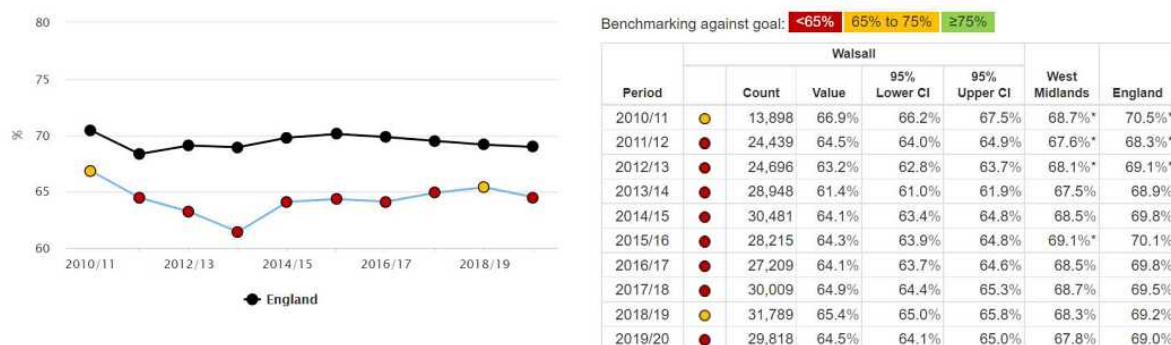 80
75
%
70
65
60
2010/11 2012/13 2014/15 2016/17 2018/19
England
Benchmarking against goal: <65% 65% to 75% ≥75%
Walsall
Period Count Value 95% Lower CI 95% Upper CI West Midlands England
2010/11 13,898 66.9% 66.2% 67.5% 68.7%* 70.5%*
2011/12 24,439 64.5% 64.0% 64.9% 67.6%* 68.3%*
2012/13 24,696 63.2% 62.8% 63.7% 68.1%* 69.1%*
2013/14 28,948 61.4% 61.0% 61.9% 67.5% 68.9%
2014/15 30,481 64.1% 63.4% 64.8% 68.5% 69.8%
2015/16 28,215 64.3% 63.9% 64.8% 69.1%* 70.1%
2016/17 27,209 64.1% 63.7% 64.6% 68.5% 69.8%
2017/18 30,009 64.9% 64.4% 65.3% 68.7% 69.5%
2018/19 31,789 65.4% 65.0% 65.8% 68.3% 69.2%
2019/20 29,818 64.5% 64.1% 65.0% 67.8% 69.0%